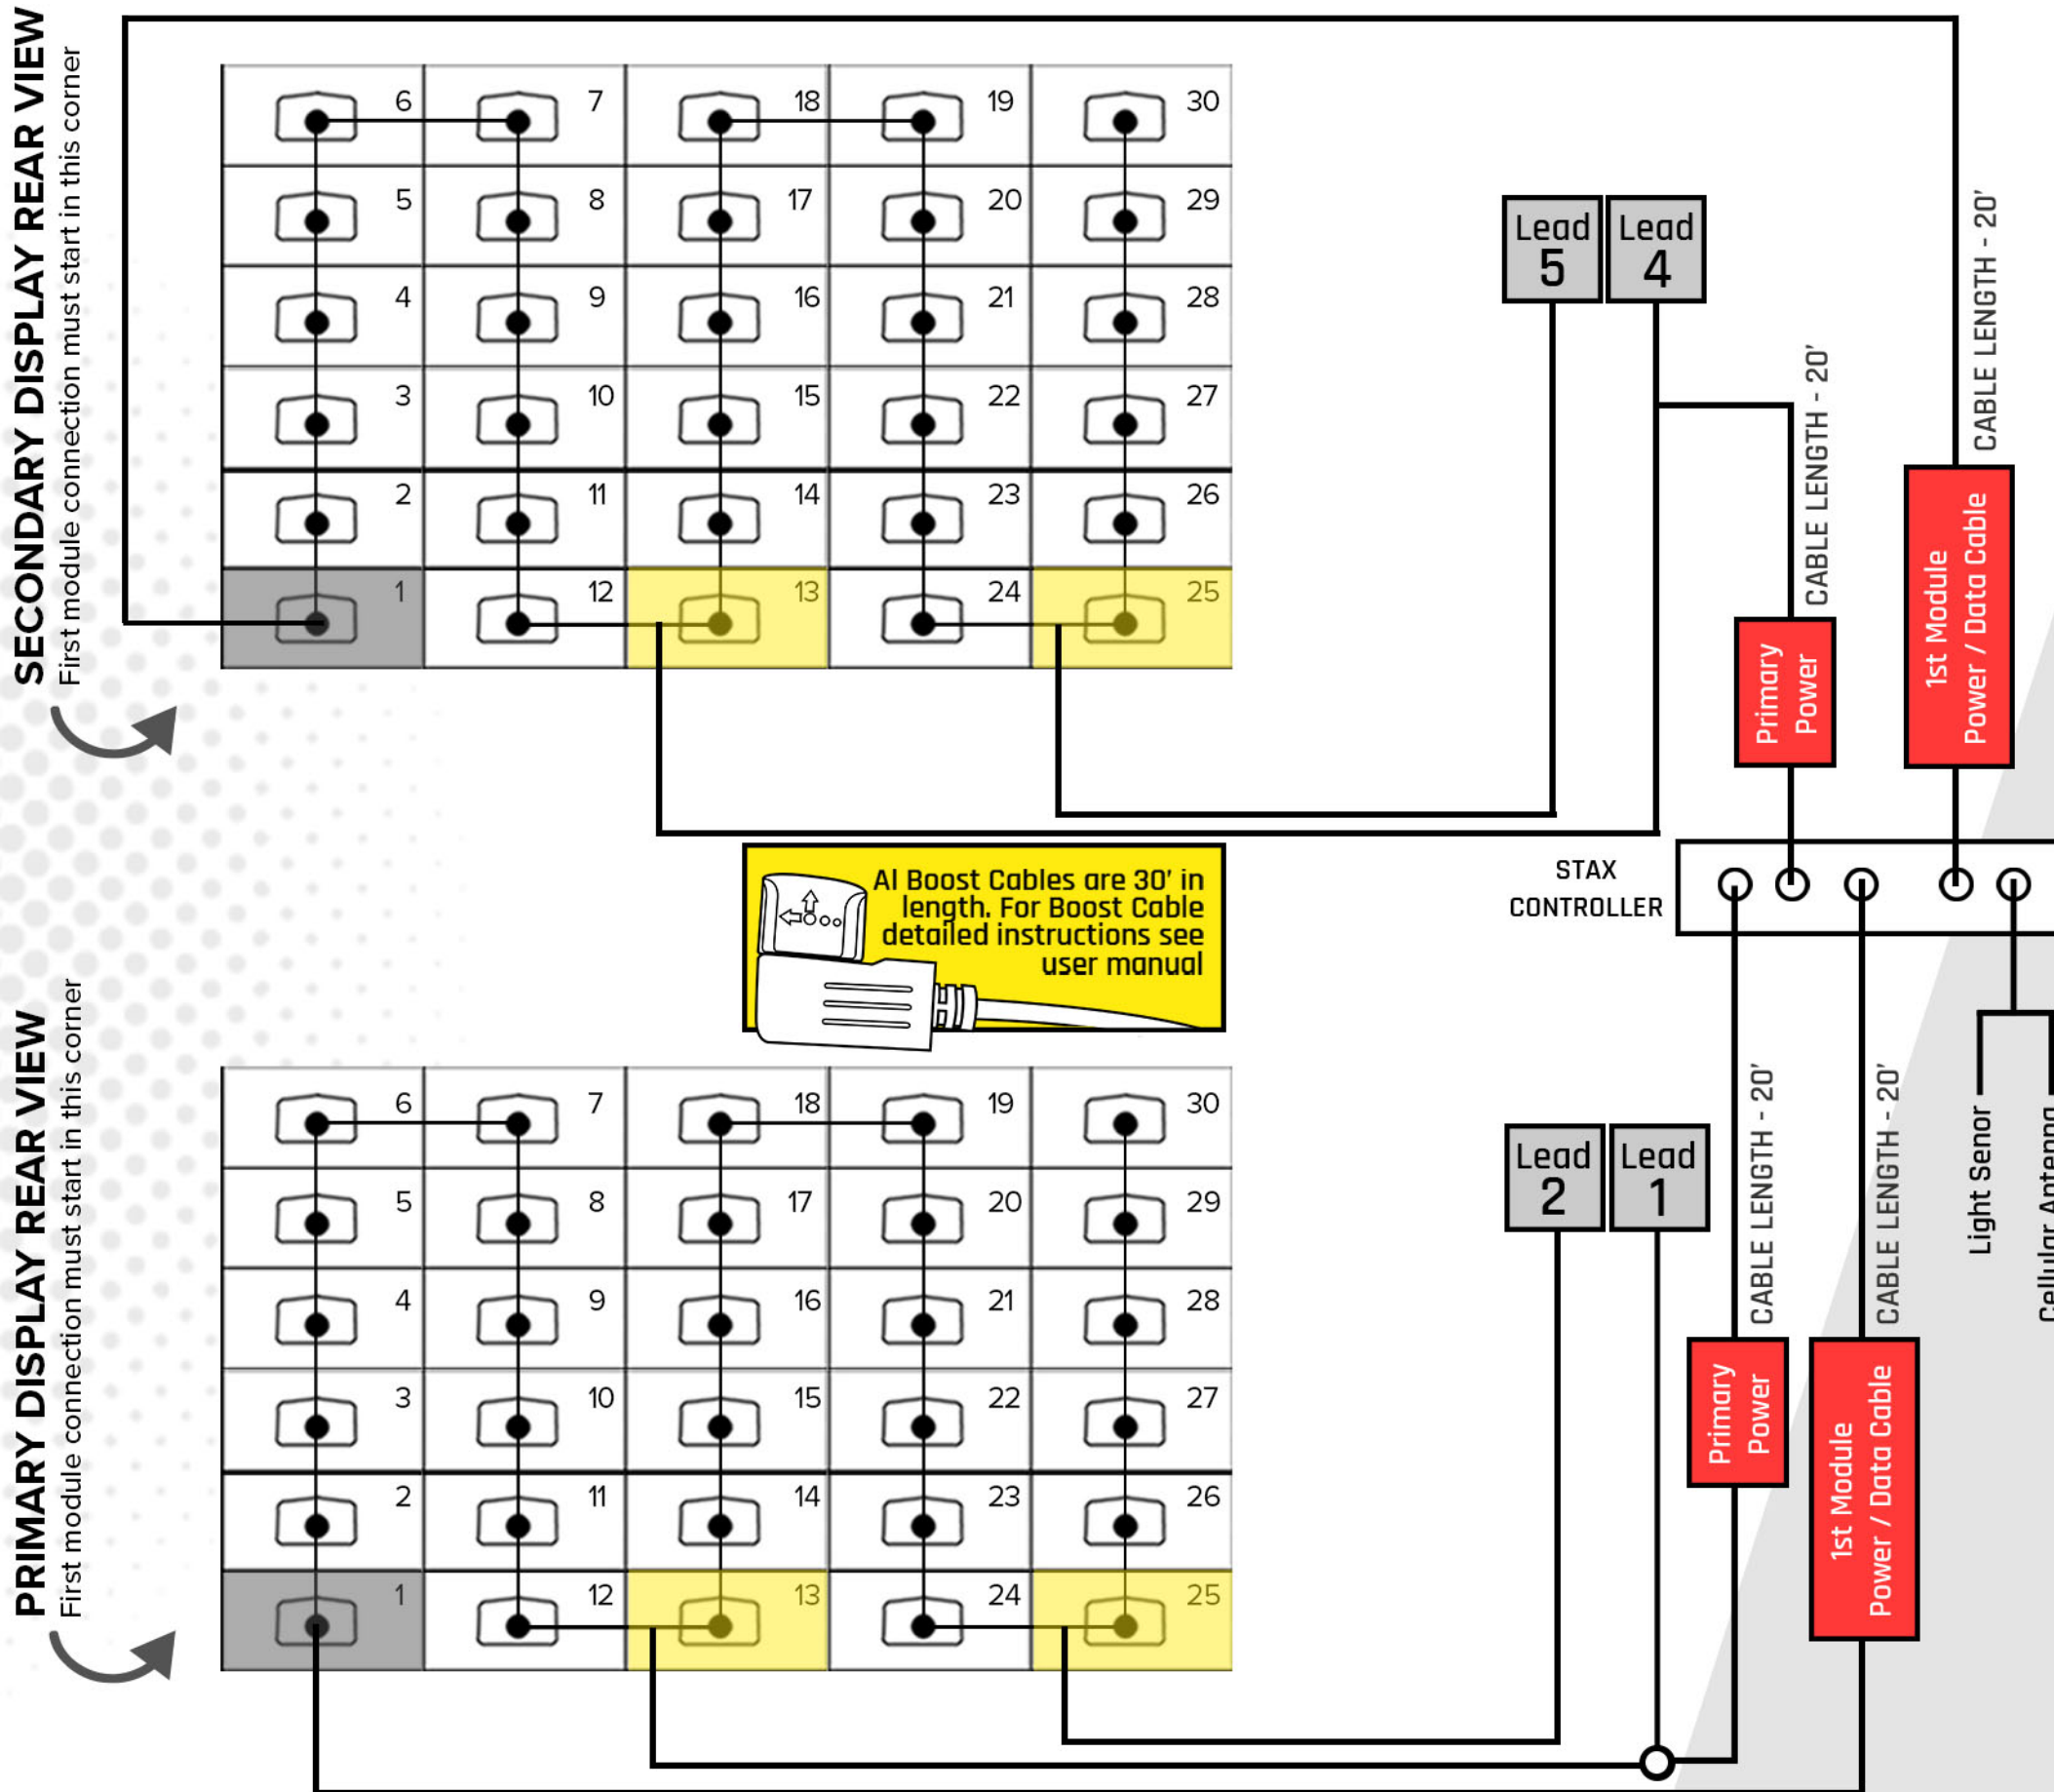 SECONDARY DISPLAY REAR VIEW
First module connection must start in this corner
6 7 18 19 30
5 8 17 20 29
4 9 16 21 28
3 10 15 22 27
2 11 14 23 26
1 12 13 24 25
Lead
5
Lead
4
CABLE LENGTH - 20'
CABLE LENGTH - 20'
Primary
Power
1st Module
Power / Data Cable
Al Boost Cables are 30' in
length. For Boost Cable
detailed instructions see
user manual
STAX
CONTROLLER
PRIMARY DISPLAY REAR VIEW
First module connection must start in this corner
6 7 18 19 30
5 8 17 20 29
4 9 16 21 28
3 10 15 22 27
2 11 14 23 26
1 12 13 24 25
Lead
2
Lead
1
CABLE LENGTH - 20'
CABLE LENGTH - 20'
Primary
Power
1st Module
Power / Data Cable
Light Senor
Cellular Antenna